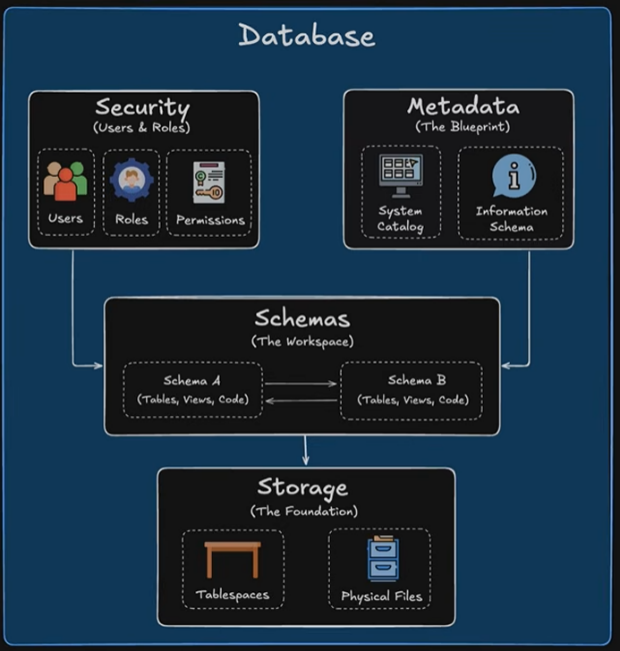 Database
Security
(Users & Roles)
Users
Roles
Permissions
Metadata
(The Blueprint)
System
Catalog
Information
Schema
Schemas
(The Workspace)
Schema A
(Tables, Views, Code)
Schema B
(Tables, Views, Code)
Storage
(The Foundation)
Tablespaces
Physical Files